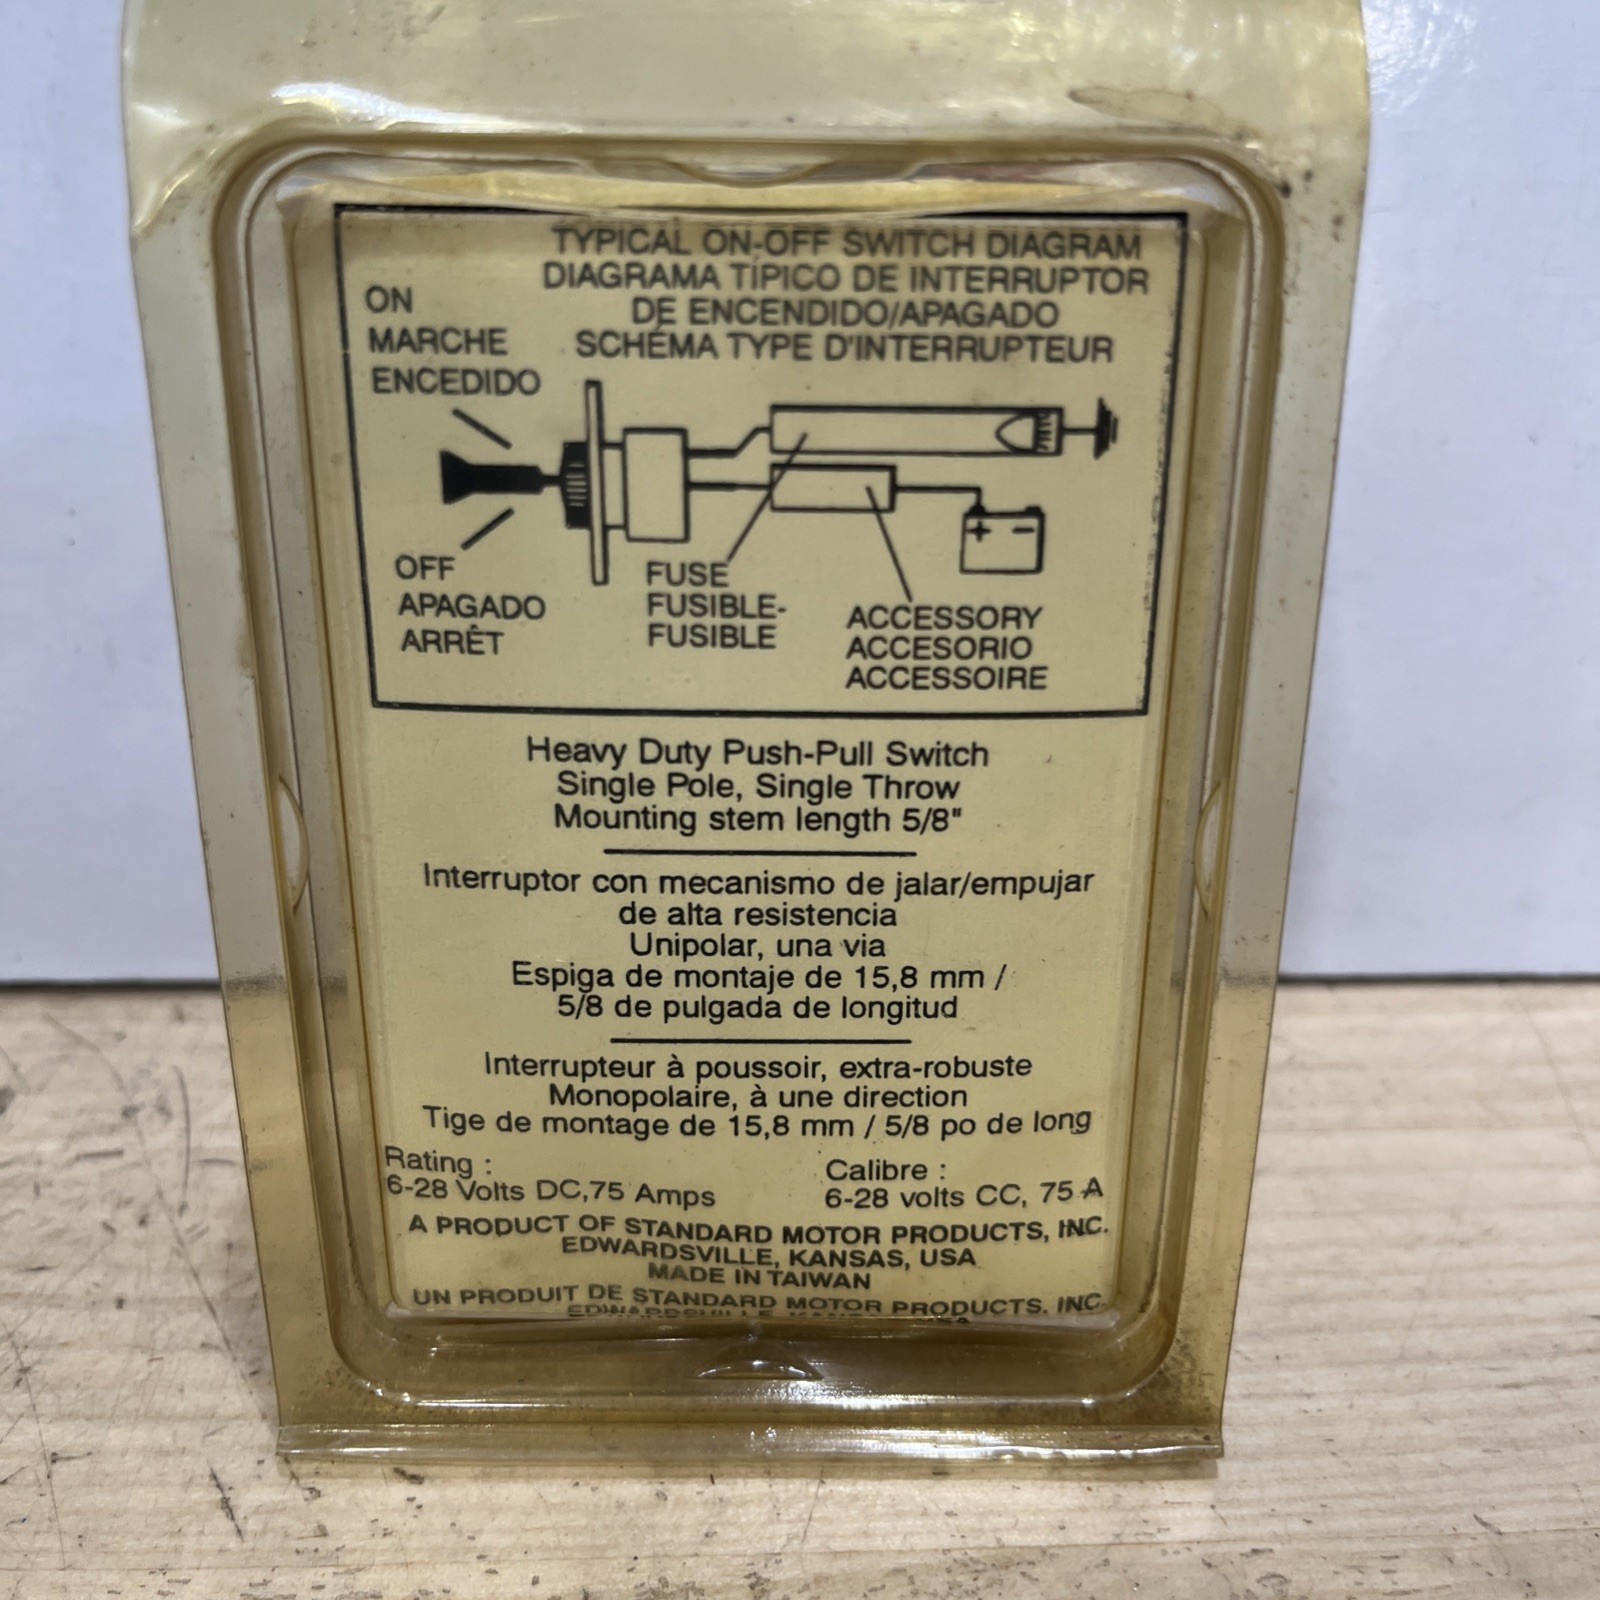 TYPICAL ON-OFF SWITCH DIAGRAM
DIAGRAMA TÍPICO DE INTERRUPTOR
DE ENCENDIDO/APAGADO
SCHÉMA TYPE D'INTERRUPTEUR
ON
MARCHE
ENCEDIDO
+ -
OFF
APAGADO
ARRÊT
FUSE
FUSIBLE-
FUSIBLE
ACCESSORY
ACCESORIO
ACCESSOIRE
Heavy Duty Push-Pull Switch
Single Pole, Single Throw
Mounting stem length 5/8"
Interruptor con mecanismo de jalar/empujar
de alta resistencia
Unipolar, una via
Espiga de montaje de 15,8 mm /
5/8 de pulgada de longitud
Interrupteur à poussoir, extra-robuste
Monopolaire, à une direction
Tige de montage de 15,8 mm / 5/8 po de long
Rating :
6-28 Volts DC,75 Amps
Calibre :
6-28 volts CC, 75 A
A PRODUCT OF STANDARD MOTOR PRODUCTS, INC.
EDWARDSVILLE, KANSAS, USA
MADE IN TAIWAN
UN PRODUIT DE STANDARD MOTOR PRODUCTS, INC.